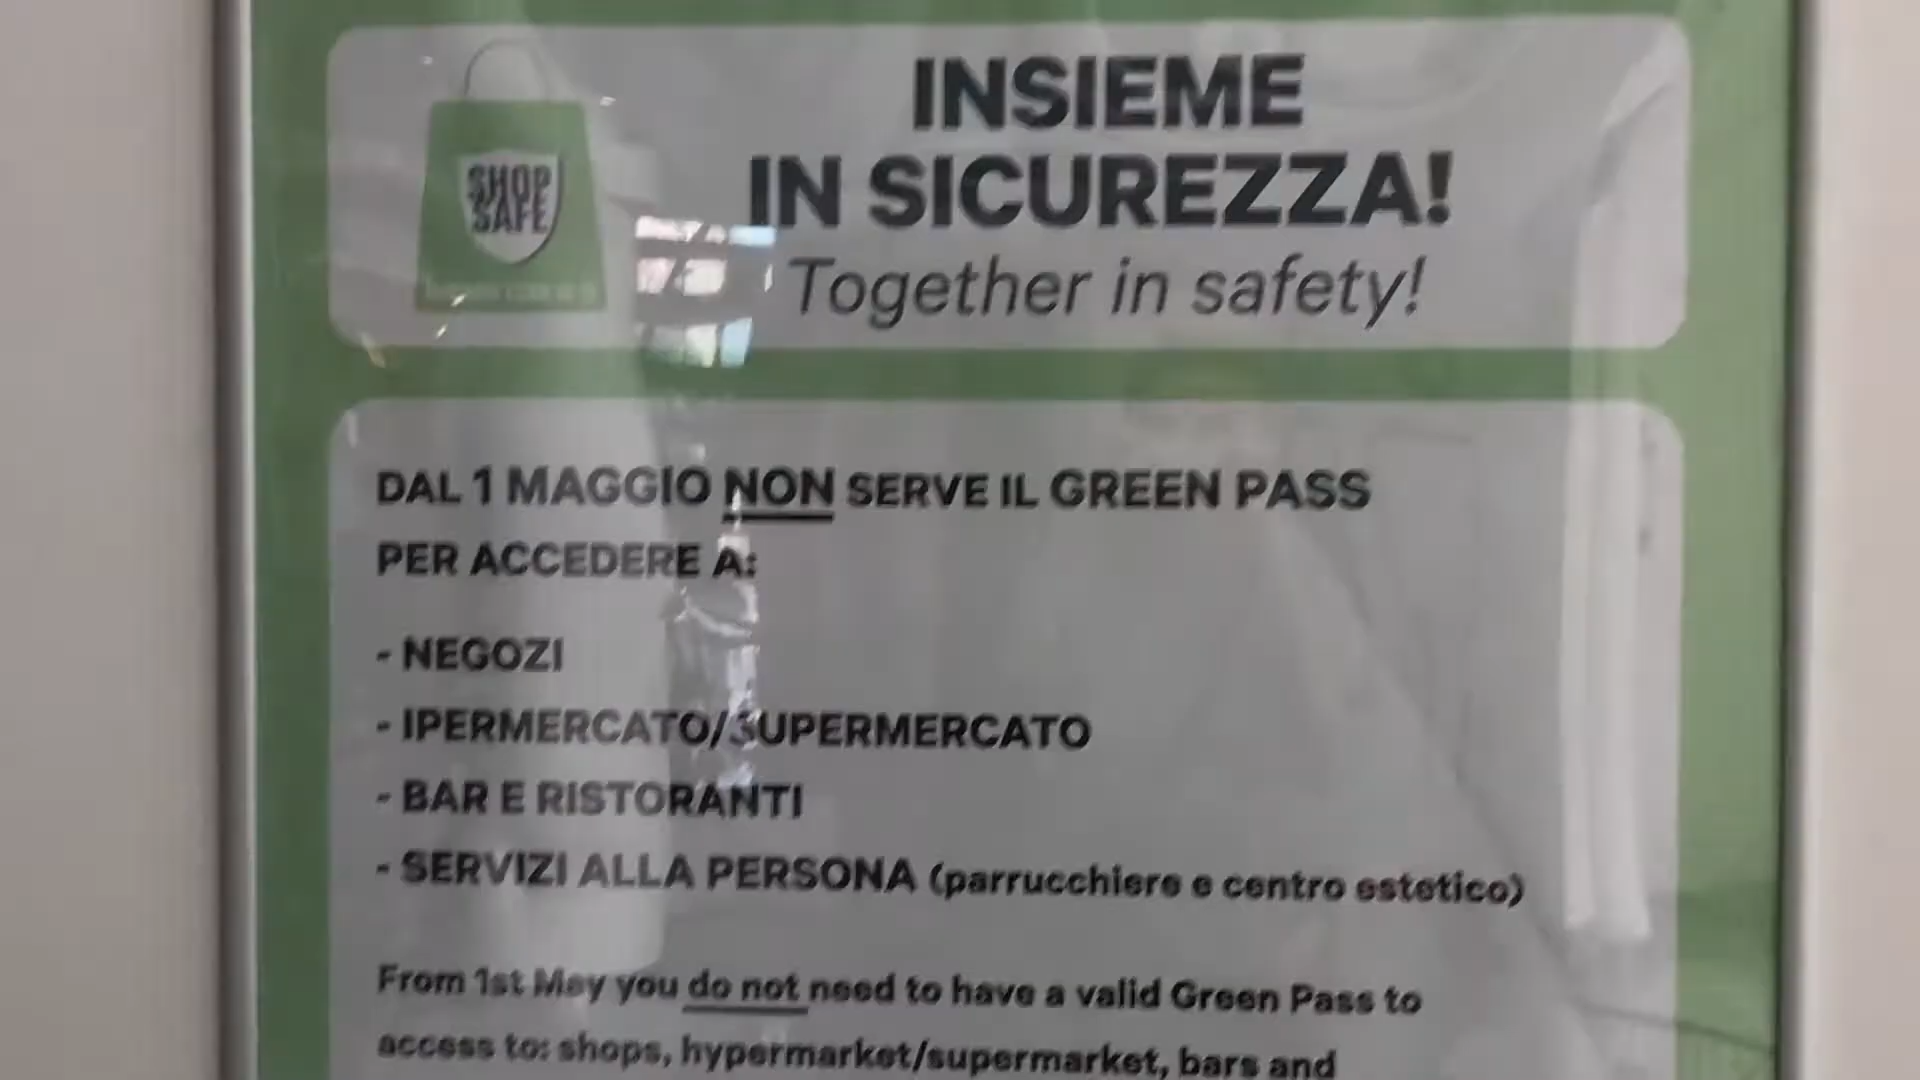 SHOP
SAFE
INSIEME
IN SICUREZZA!
Together in safety!
DAL 1 MAGGIO NON SERVE IL GREEN PASS
PER ACCEDERE A:
- NEGOZI
- IPERMERCATO/SUPERMERCATO
- BAR E RISTORANTI
- SERVIZI ALLA PERSONA (parrucchiere e centro estetico)
From 1st May you do not need to have a valid Green Pass to
access to: shops, hypermarket/supermarket, bars and